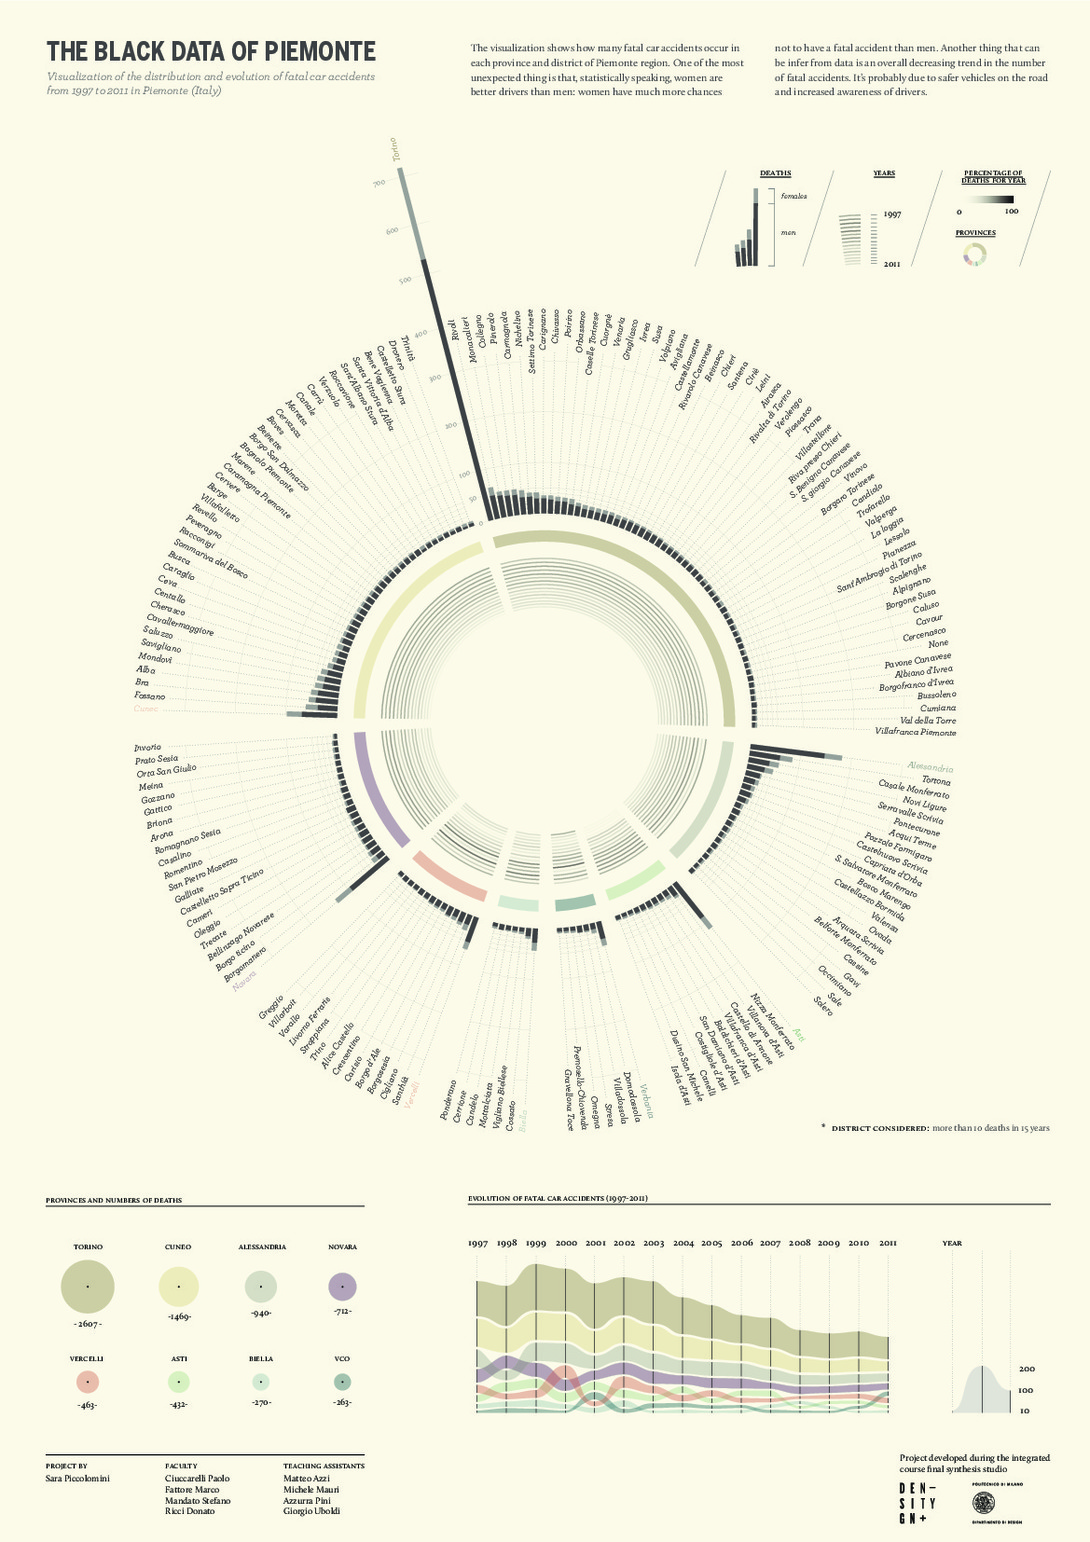 THE BLACK DATA OF PIEMONTE
Visualization of the distribution and evolution of fatal car accidents
from 1997 to 2011 in Piemonte (Italy)
The visualization shows how many fatal car accidents occur in
each province and district of Piemonte region. One of the most
unexpected thing is that, statistically speaking, women are
better drivers than men: women have much more chances
not to have a fatal accident than men. Another thing that can
be infer from data is an overall decreasing trend in the number
of fatal accidents. It's probably due to safer vehicles on the road
and increased awareness of drivers.
DEATHS
females
men
YEARS
1997
2011
PERCENTAGE OF
DEATHS FOR YEAR
0
100
PROVINCES
Torino
700
600
500
400
300
200
100
50
0
Rivoli
Moncalieri
Collegno
Pinerolo
Carmagnola
Nichelino
Settimo Torinese
Carignano
Chivasso
Poirino
Orbassano
Caselle Torinese
Cuorgnè
Venaria
Grugliasco
Ivrea
Susa
Volpiano
Avigliana
Castellamonte
Rivarolo Canavese
Beinasco
Chieri
Santena
Ciriè
Leinì
Airasca
Rivalta di Torino
Verolengo
Piossasco
Trana
Villastellone
Riva presso Chieri
S. Benigno Canavese
S. giorgio Canavese
Vinovo
Borgaro Torinese
Candiolo
Trofarello
Valperga
La loggia
Lessolo
Pianezza
Sant'Ambrogio di Torino
Scalenghe
Alpignano
Borgone Susa
Caluso
Cavour
Cercenasco
None
Pavone Canavese
Albiano d'Ivrea
Borgofranco d'Ivrea
Bussoleno
Cumiana
Val della Torre
Villafranca Piemonte
Alessandria
Tortona
Casale Monferrato
Novi Ligure
Serravalle Scrivia
Pontecurone
Acqui Terme
Pozzolo Formigaro
Castelnuovo Scrivia
Capriata d'Orba
S. Salvatore Monferrato
Bosco Marengo
Castellazzo Bormida
Valenza
Ovada
Arquata Scrivia
Belforte Monferrato
Cassine
Gavi
Occimiano
Sale
Solero
Asti
Nizza Monferrato
Villanova d'Asti
Castello di Annone
Villafranca d'Asti
Baldichieri d'Asti
San Damiano d'Asti
Costigliole d'Asti
Canelli
Dusino San Michele
Isola d'Asti
Verbania
Domodossola
Villadossola
Stresa
Omegna
Premosello-Chiovenda
Gravellona Toce
Biella
Cossato
Vigliano Biellese
Mottalciata
Candelo
Cerrione
Ponderano
Vercelli
Santhià
Cigliano
Borgosesia
Borgo d'Ale
Carisio
Crescentino
Alice Castello
Trino
Stroppiana
Livorno Ferraris
Varallo
Villarboit
Greggio
Novara
Borgomanero
Borgo ticino
Bellinzago Novarese
Trecate
Oleggio
Cameri
Castelletto Sopra Ticino
Galliate
San Pietro Mosezzo
Romentino
Casalino
Romagnano Sesia
Arona
Briona
Gattico
Gozzano
Meina
Orta San Giulio
Prato Sesia
Invorio
Cuneo
Fossano
Bra
Alba
Mondovì
Savigliano
Saluzzo
Cavallermaggiore
Cherasco
Centallo
Ceva
Caraglio
Busca
Sommariva del Bosco
Racconigi
Peveragno
Revello
Villafalletto
Barge
Cervere
Caramagna Piemonte
Marene
Bagnolo Piemonte
Borgo San Dalmazzo
Beinette
Boves
Cervasca
Moretta
Carrù
Canale
Verzuolo
Roccavione
Sant'Albano Stura
Santa Vittoria d'Alba
Bene Vagienna
Castelletto Stura
Dronero
Trinità
* DISTRICT CONSIDERED: more than 10 deaths in 15 years
PROVINCES AND NUMBERS OF DEATHS
TORINO
CUNEO
ALESSANDRIA
NOVARA
-2607-
-1469-
-940-
-712-
VERCELLI
ASTI
BIELLA
VCO
-463-
-432-
-270-
-263-
EVOLUTION OF FATAL CAR ACCIDENTS (1997-2011)
1997 1998 1999 2000 2001 2002 2003 2004 2005 2006 2007 2008 2009 2010 2011
YEAR
200
100
10
PROJECT BY
Sara Piccolomini
FACULTY
Ciuccarelli Paolo
Fattore Marco
Mandato Stefano
Ricci Donato
TEACHING ASSISTANTS
Matteo Azzi
Michele Mauri
Azzurra Pini
Giorgio Uboldi
Project developed during the integrated
course final synthesis studio
DEN-
SITY
GN+
POLITECNICO DI MILANO
DIPARTIMENTO DI DESIGN